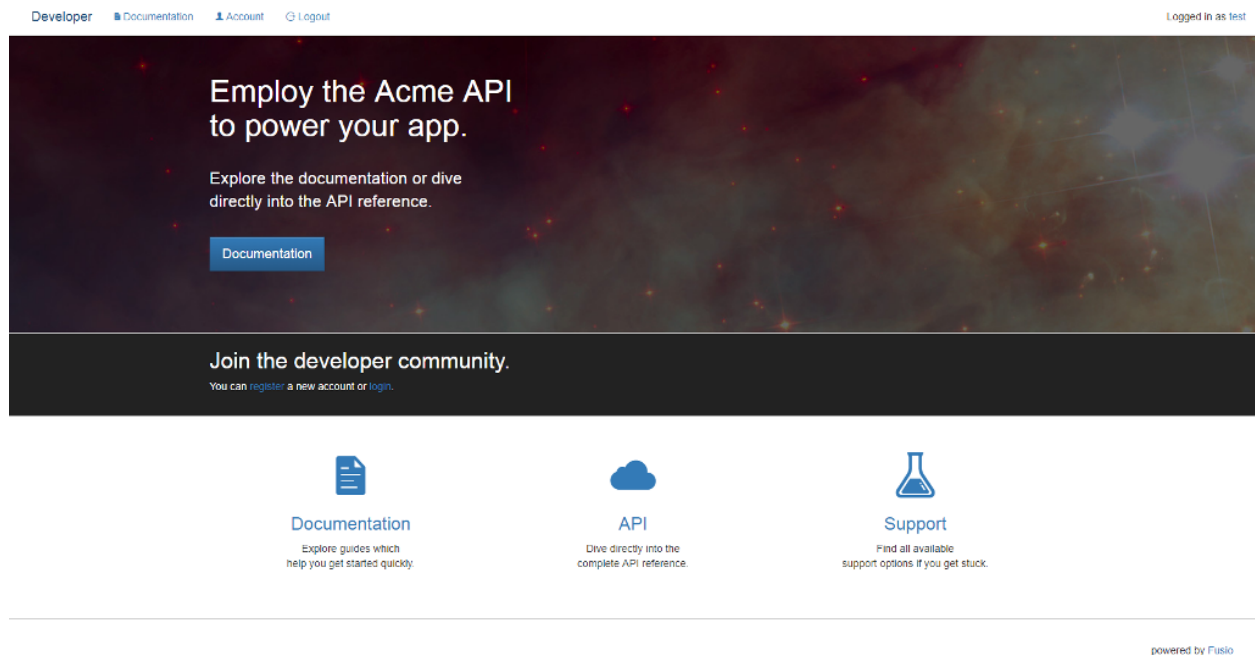 Developer Documentation Account Logout Logged in as test
Employ the Acme API
to power your app.
Explore the documentation or dive
directly into the API reference.
Documentation
Join the developer community.
You can register a new account or login.
Documentation
Explore guides which
help you get started quickly.
API
Dive directly into the
complete API reference.
Support
Find all available
support options if you get stuck.
powered by Fusio